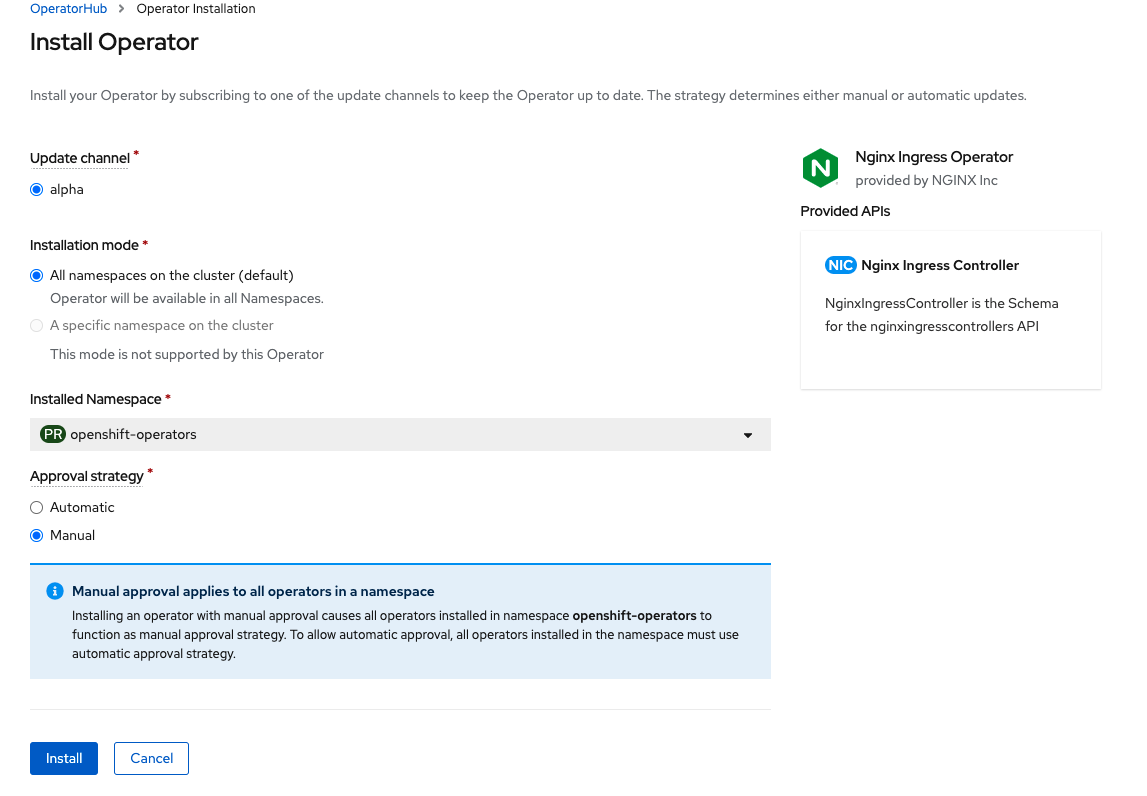 OperatorHub > Operator Installation
Install Operator
Install your Operator by subscribing to one of the update channels to keep the Operator up to date. The strategy determines either manual or automatic updates.
Update channel *
alpha
Installation mode *
All namespaces on the cluster (default)
Operator will be available in all Namespaces.
A specific namespace on the cluster
This mode is not supported by this Operator
Installed Namespace *
PR openshift-operators
Approval strategy *
Automatic
Manual
Manual approval applies to all operators in a namespace
Installing an operator with manual approval causes all operators installed in namespace openshift-operators to
function as manual approval strategy. To allow automatic approval, all operators installed in the namespace must use
automatic approval strategy.
Install Cancel
N
Nginx Ingress Operator
provided by NGINX Inc
Provided APIs
NIC Nginx Ingress Controller
NginxIngressController is the Schema
for the nginxingresscontrollers API